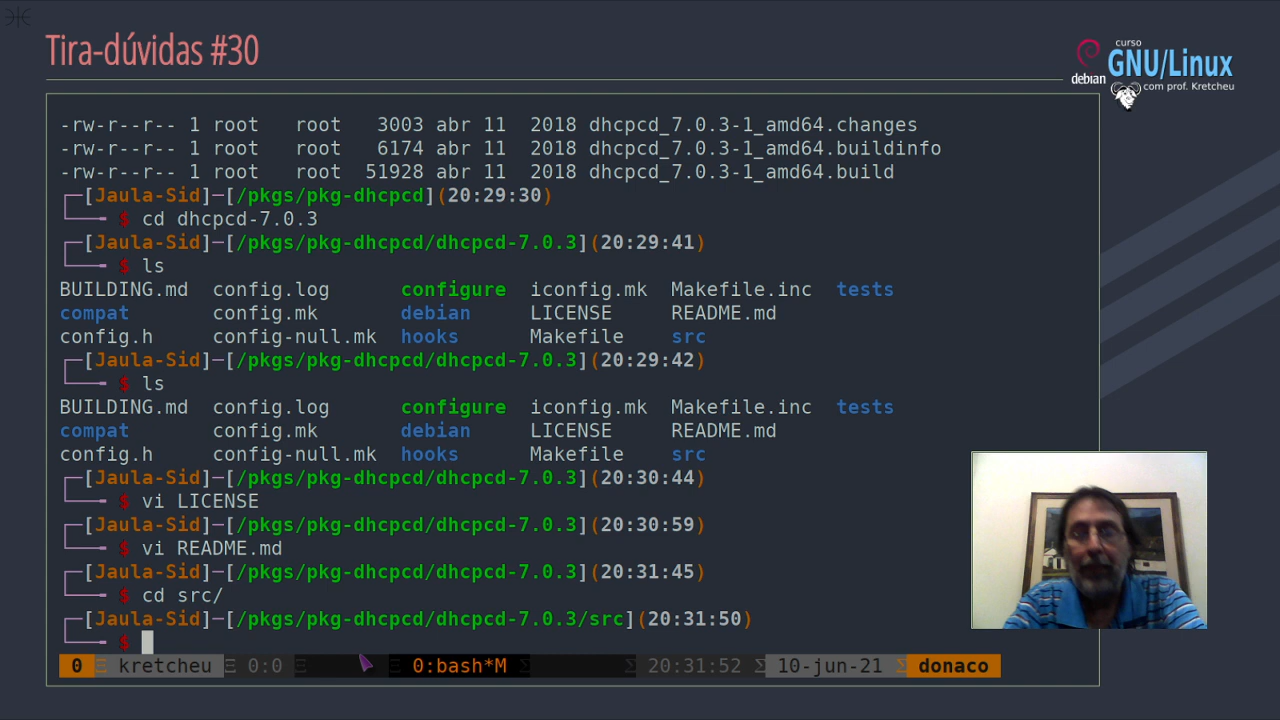 Tira-dúvidas #30
curso
GNU/Linux
debian
com prof. Kretcheu
-rw-r--r-- 1 root   root   3003 abr 11  2018 dhcpcd_7.0.3-1_amd64.changes
-rw-r--r-- 1 root   root   6174 abr 11  2018 dhcpcd_7.0.3-1_amd64.buildinfo
-rw-r--r-- 1 root   root  51928 abr 11  2018 dhcpcd_7.0.3-1_amd64.build
┌─[Jaula-Sid]─[/pkgs/pkg-dhcpcd](20:29:30)
└──╼ $ cd dhcpcd-7.0.3
┌─[Jaula-Sid]─[/pkgs/pkg-dhcpcd/dhcpcd-7.0.3](20:29:41)
└──╼ $ ls
BUILDING.md  config.log      configure  iconfig.mk  Makefile.inc  tests
compat       config.mk       debian     LICENSE     README.md
config.h     config-null.mk  hooks      Makefile    src
┌─[Jaula-Sid]─[/pkgs/pkg-dhcpcd/dhcpcd-7.0.3](20:29:42)
└──╼ $ ls
BUILDING.md  config.log      configure  iconfig.mk  Makefile.inc  tests
compat       config.mk       debian     LICENSE     README.md
config.h     config-null.mk  hooks      Makefile    src
┌─[Jaula-Sid]─[/pkgs/pkg-dhcpcd/dhcpcd-7.0.3](20:30:44)
└──╼ $ vi LICENSE
┌─[Jaula-Sid]─[/pkgs/pkg-dhcpcd/dhcpcd-7.0.3](20:30:59)
└──╼ $ vi README.md
┌─[Jaula-Sid]─[/pkgs/pkg-dhcpcd/dhcpcd-7.0.3](20:31:45)
└──╼ $ cd src/
┌─[Jaula-Sid]─[/pkgs/pkg-dhcpcd/dhcpcd-7.0.3/src](20:31:50)
└──╼ $
0 Ξ kretcheu Ξ 0:0 Ξ Ξ 0:bash*M Σ Σ 20:31:52 Σ 10-jun-21 Σ donaco